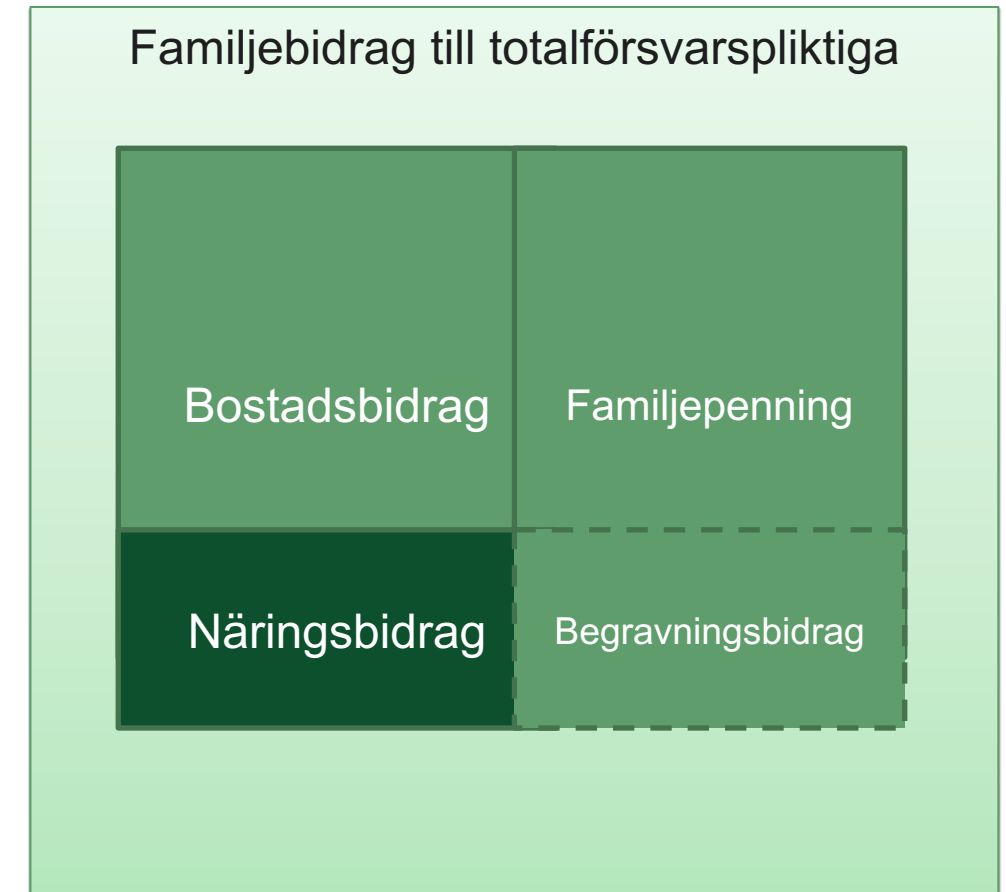 Familjebidrag till totalförsvarspliktiga
Bostadsbidrag
Familjepenning
Näringsbidrag
Begravningsbidrag